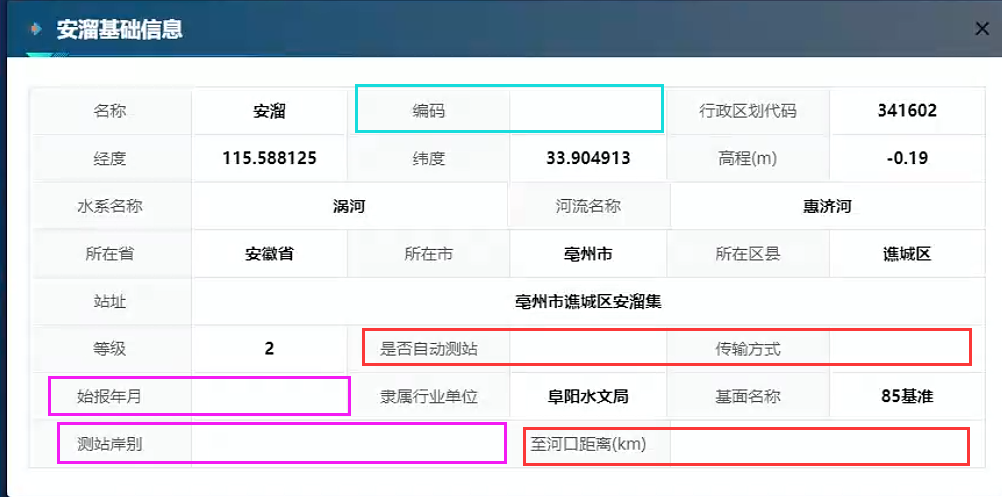 安溜基础信息
名称 安溜 编码 行政区划代码 341602
经度 115.588125 纬度 33.904913 高程(m) -0.19
水系名称 涡河 河流名称 惠济河
所在省 安徽省 所在市 亳州市 所在区县 谯城区
站址 亳州市谯城区安溜集
等级 2 是否自动测站 传输方式
始报年月 隶属行业单位 阜阳水文局 基面名称 85基准
测站岸别 至河口距离(km)